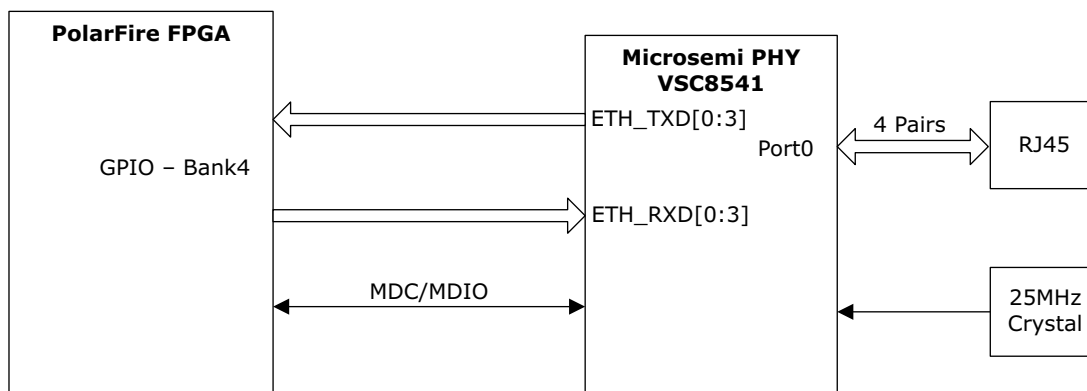 PolarFire FPGA
GPIO – Bank4
Microsemi PHY
VSC8541
ETH_TXD[0:3]
Port0
ETH_RXD[0:3]
MDC/MDIO
4 Pairs
RJ45
25MHz
Crystal